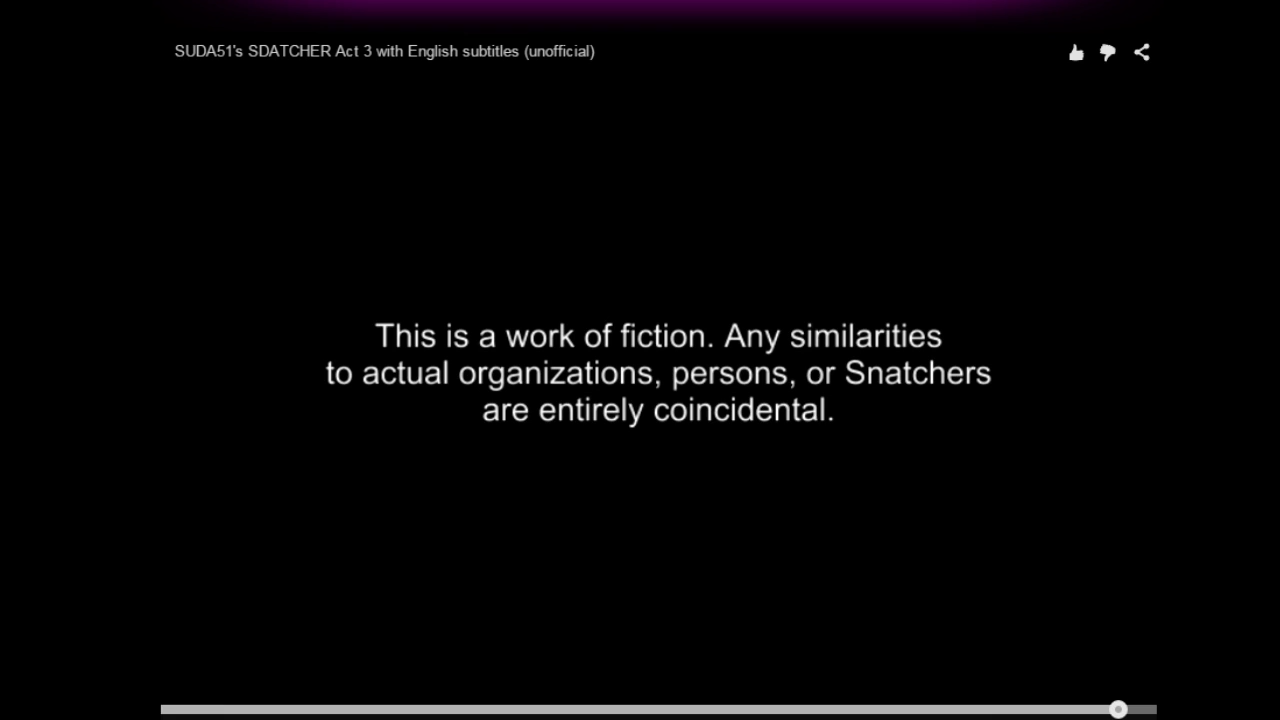 SUDA51's SDATCHER Act 3 with English subtitles (unofficial)
This is a work of fiction. Any similarities
to actual organizations, persons, or Snatchers
are entirely coincidental.